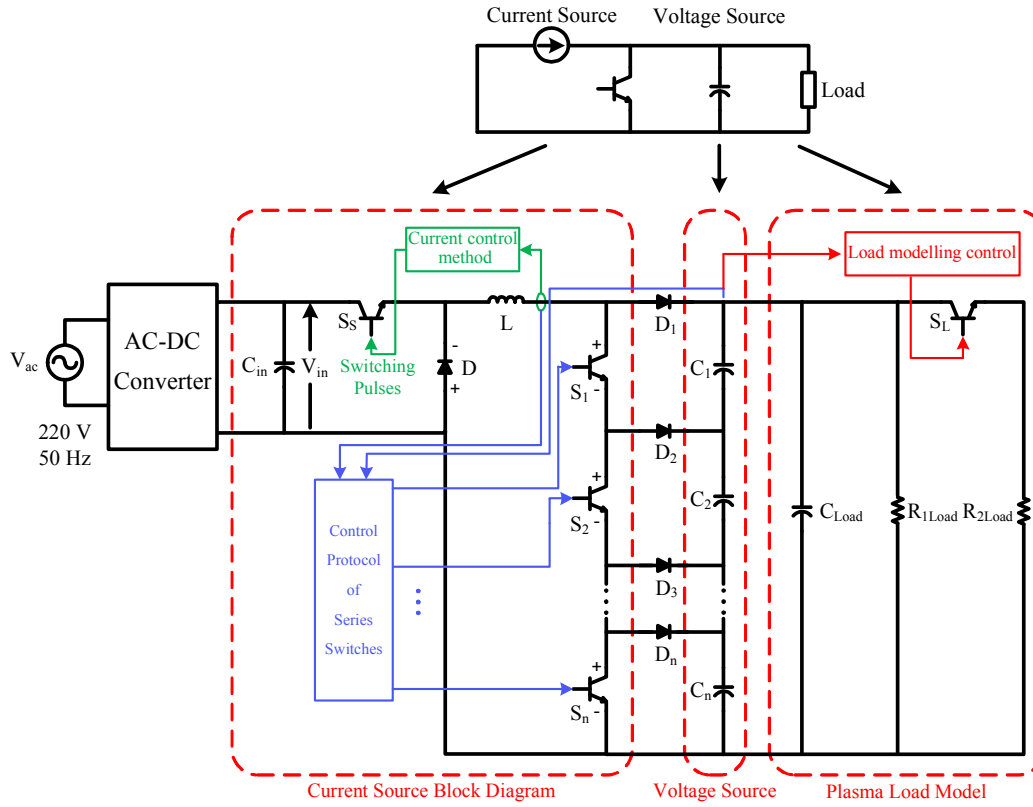 Current Source
Voltage Source
Load
Current control
method
Load modelling control
S_S
L
D_1
S_L
AC-DC
Converter
V_ac
C_in
V_in
Switching
Pulses
-
D
+
+
S_1
-
C_1
220 V
50 Hz
D_2
Control
Protocol
of
Series
Switches
+
S_2
-
C_2
C_Load
R_1Load
R_2Load
D_3
D_n
+
S_n
-
C_n
Current Source Block Diagram
Voltage Source
Plasma Load Model